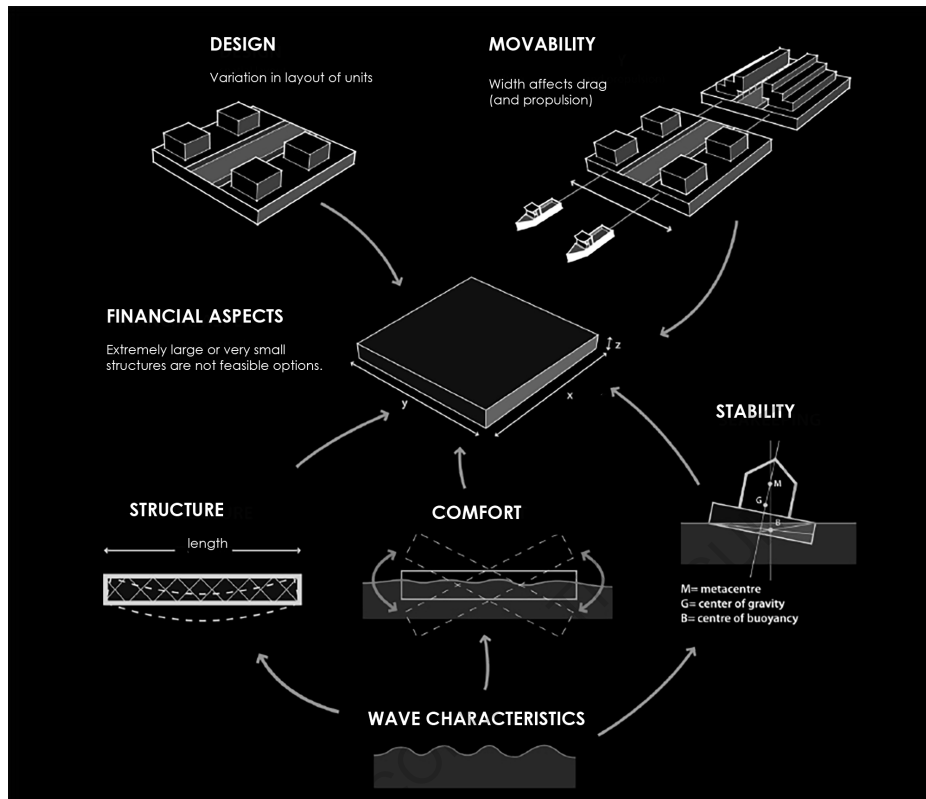 DESIGN
Variation in layout of units
MOVABILITY
Width affects drag
(and propulsion)
FINANCIAL ASPECTS
Extremely large or very small
structures are not feasible options.
z
y
x
STABILITY
M
G
B
M= metacentre
G= center of gravity
B= centre of buoyancy
STRUCTURE
length
COMFORT
WAVE CHARACTERISTICS